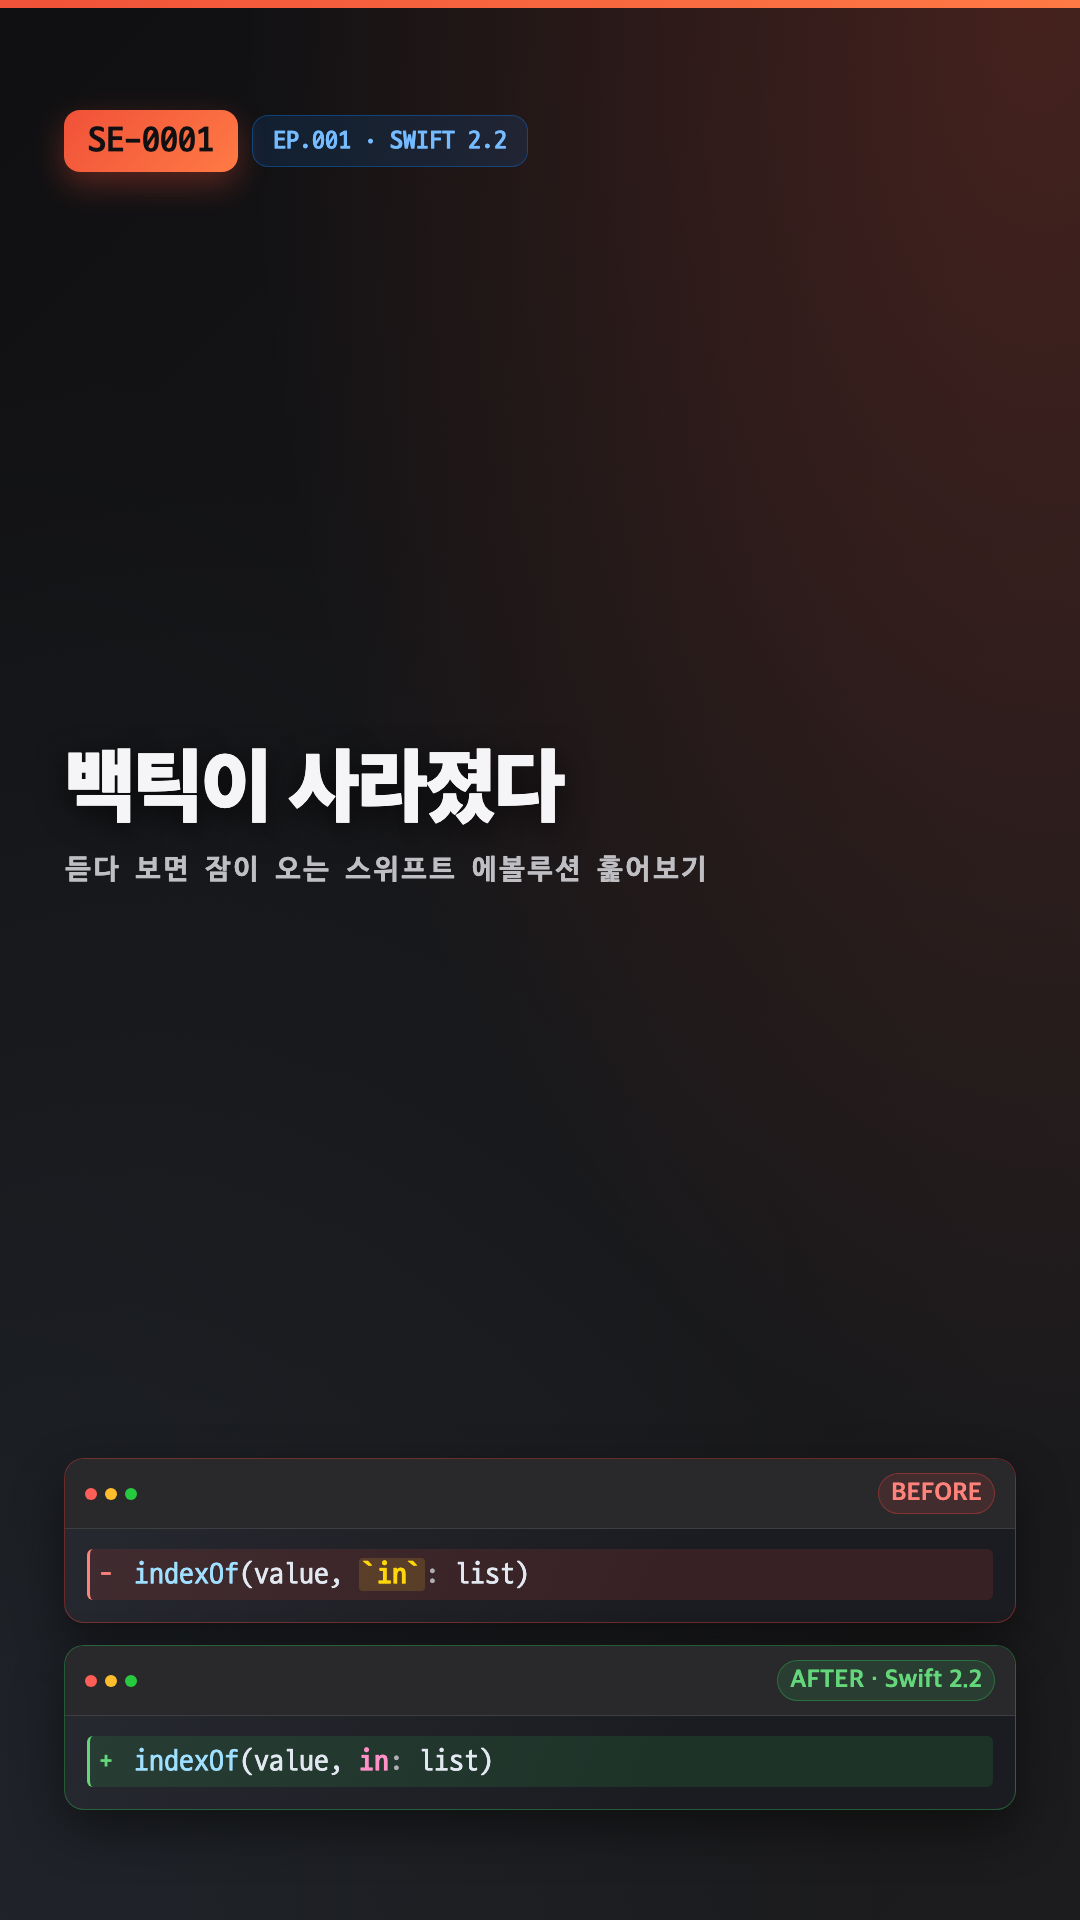 SE-0001
EP.001 · SWIFT 2.2
백틱이 사라졌다
듣다 보면 잠이 오는 스위프트 에볼루션 훑어보기
BEFORE
- indexOf(value, `in`: list)
AFTER · Swift 2.2
+ indexOf(value, in: list)